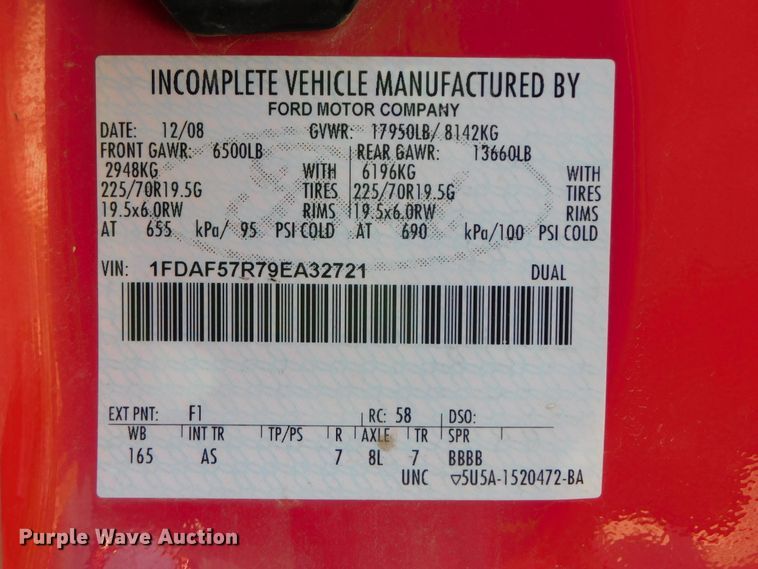 INCOMPLETE VEHICLE MANUFACTURED BY
FORD MOTOR COMPANY
DATE: 12/08 GVWR: 17950LB/ 8142KG
FRONT GAWR: 6500LB REAR GAWR: 13660LB
2948KG WITH 6196KG WITH
225/70R19.5G TIRES 225/70R19.5G TIRES
19.5x6.0RW RIMS 19.5x6.0RW RIMS
AT 655 kPa/ 95 PSI COLD AT 690 kPa/100 PSI COLD
VIN: 1FDAF57R79EA32721 DUAL
EXT PNT: F1 RC: 58 DSO:
WB INT TR TP/PS R AXLE TR SPR
165 AS 7 8L 7 BBBB
UNC ▽5U5A-1520472-BA
Purple Wave Auction